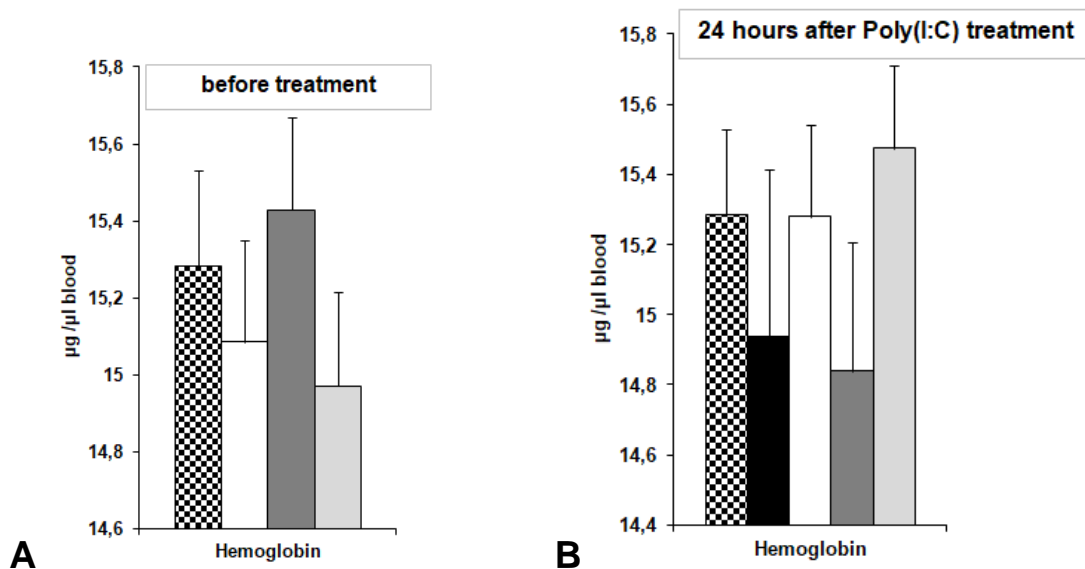 before treatment
15,8
15,6
15,4
15,2
15
14,8
14,6
µg /µl blood
Hemoglobin
A
24 hours after Poly(I:C) treatment
15,8
15,6
15,4
15,2
15
14,8
14,6
14,4
µg /µl blood
Hemoglobin
B